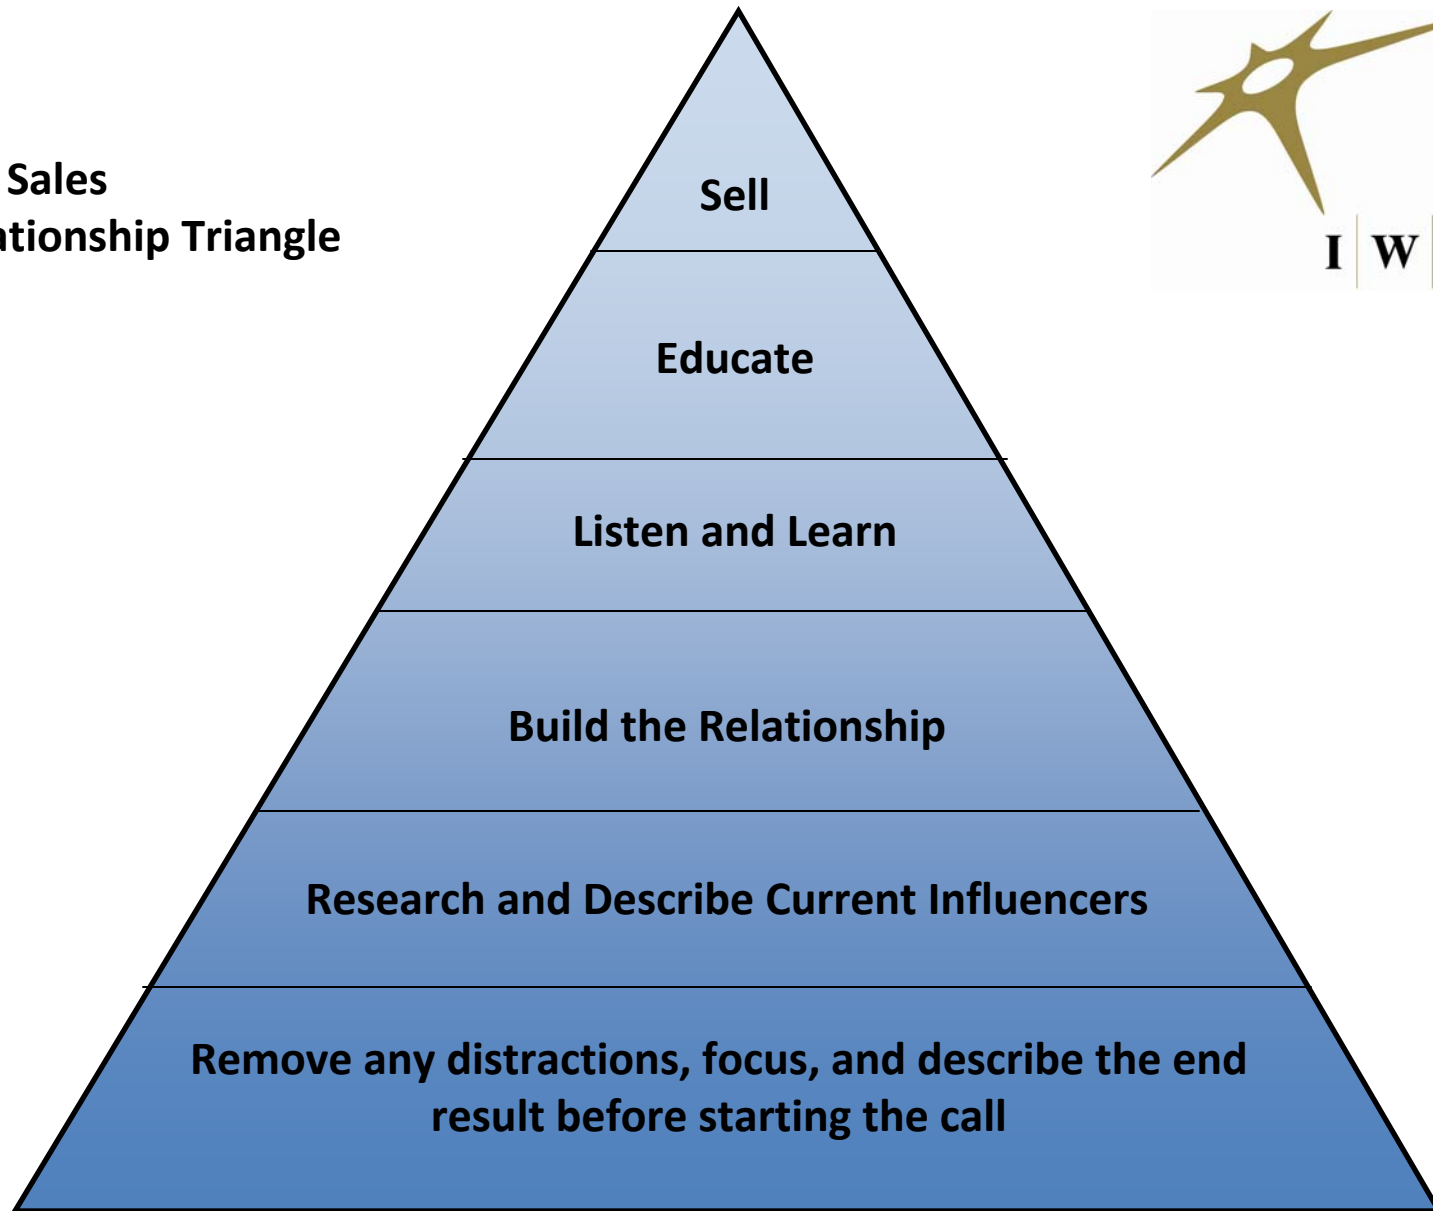 Sales
ationship Triangle
Sell
Educate
Listen and Learn
Build the Relationship
Research and Describe Current Influencers
Remove any distractions, focus, and describe the end
result before starting the call
I W